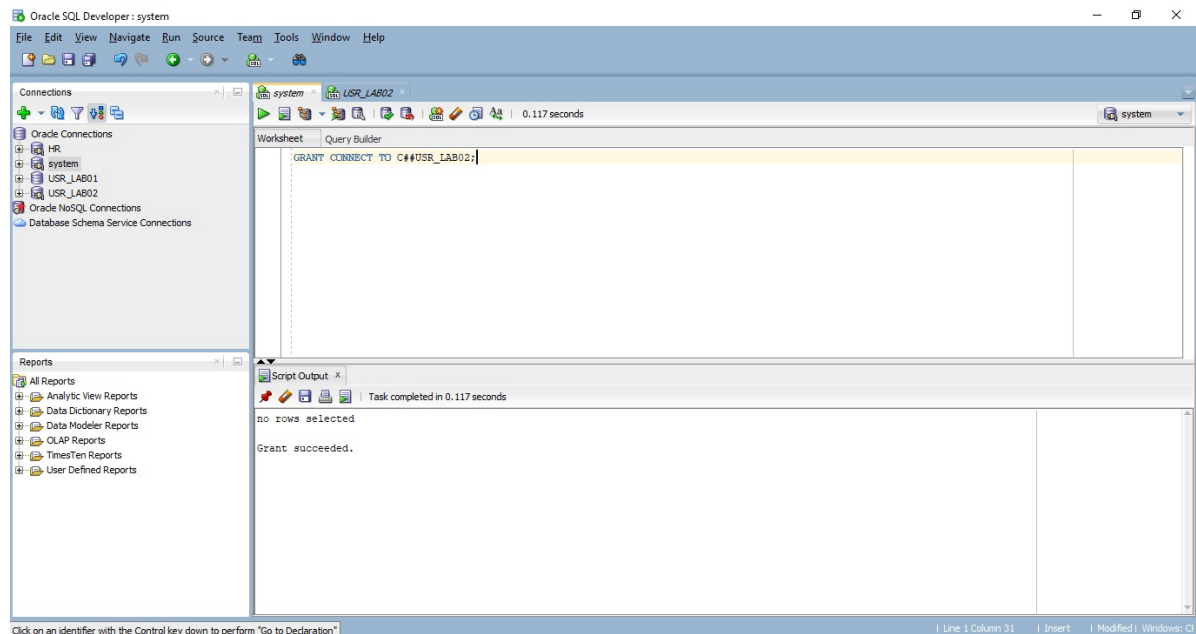 Oracle SQL Developer : system
File Edit View Navigate Run Source Team Tools Window Help
Connections
system
USR_LAB02
0.117 seconds
system
Oracle Connections
HR
system
USR_LAB01
USR_LAB02
Oracle NoSQL Connections
Database Schema Service Connections
Worksheet Query Builder
GRANT CONNECT TO C##USR_LAB02;
Reports
All Reports
Analytic View Reports
Data Dictionary Reports
Data Modeler Reports
OLAP Reports
TimesTen Reports
User Defined Reports
Script Output
Task completed in 0.117 seconds
no rows selected
Grant succeeded.
Click on an identifier with the Control key down to perform "Go to Declaration"
Line 1 Column 31 Insert Modified Windows: